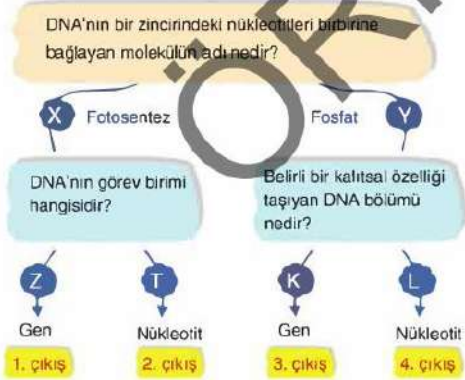 DNA'nın bir zincirindeki nükleotitleri birbirine
bağlayan molekülün adı nedir?
X Fotosentez Fosfat Y
DNA'nın görev birimi
hangisidir?
Belirli bir kalıtsal özelliği
taşıyan DNA bölümü
nedir?
Z T K L
Gen Nükleotit Gen Nükleotit
1. çıkış 2. çıkış 3. çıkış 4. çıkış